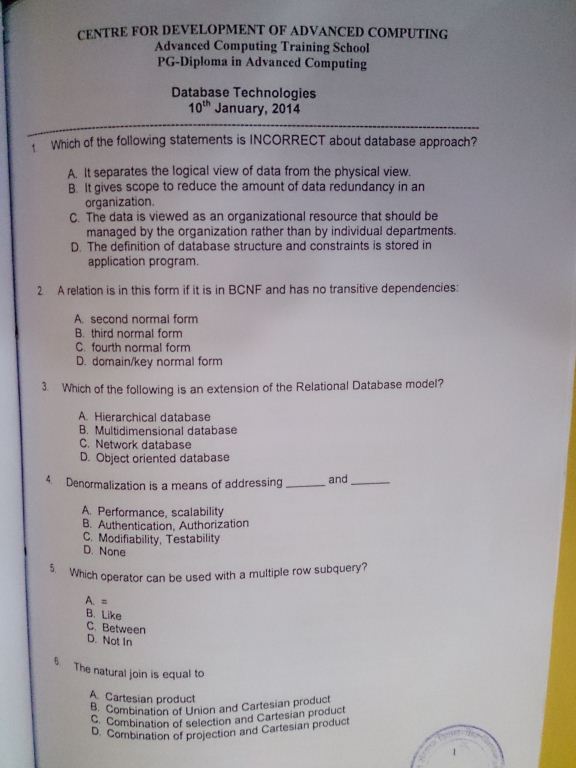 CENTRE FOR DEVELOPMENT OF ADVANCED COMPUTING
Advanced Computing Training School
PG-Diploma in Advanced Computing
Database Technologies
10th January, 2014
1 Which of the following statements is INCORRECT about database approach?
A. It separates the logical view of data from the physical view.
B. It gives scope to reduce the amount of data redundancy in an
organization.
C. The data is viewed as an organizational resource that should be
managed by the organization rather than by individual departments.
D. The definition of database structure and constraints is stored in
application program.
2 A relation is in this form if it is in BCNF and has no transitive dependencies:
A. second normal form
B. third normal form
C. fourth normal form
D. domain/key normal form
3. Which of the following is an extension of the Relational Database model?
A. Hierarchical database
B. Multidimensional database
C. Network database
D. Object oriented database
4. Denormalization is a means of addressing ______ and ______
A. Performance, scalability
B. Authentication, Authorization
C. Modifiability, Testability
D. None
5. Which operator can be used with a multiple row subquery?
A. =
B. Like
C. Between
D. Not In
6. The natural join is equal to
A. Cartesian product
B. Combination of Union and Cartesian product
C. Combination of selection and Cartesian product
D. Combination of projection and Cartesian product
1